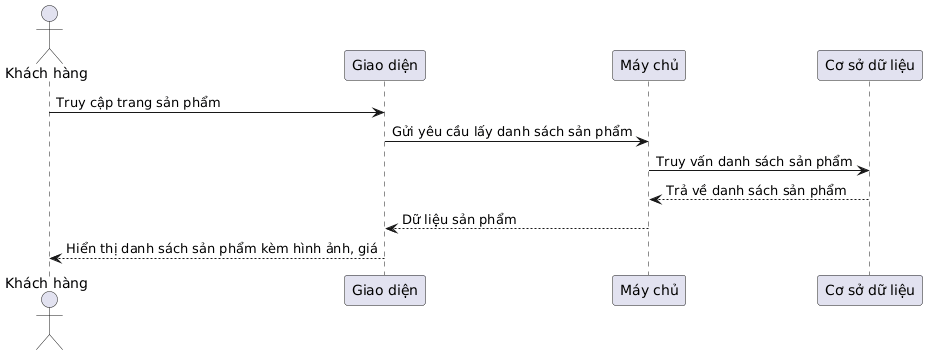 Khách hàng
Giao diện
Máy chủ
Cơ sở dữ liệu
Truy cập trang sản phẩm
Gửi yêu cầu lấy danh sách sản phẩm
Truy vấn danh sách sản phẩm
Trả về danh sách sản phẩm
Dữ liệu sản phẩm
Hiển thị danh sách sản phẩm kèm hình ảnh, giá
Khách hàng
Giao diện
Máy chủ
Cơ sở dữ liệu